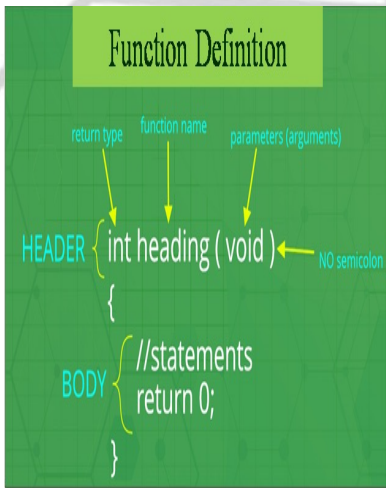 Function Definition
return type function name parameters (arguments)
HEADER { int heading ( void ) NO semicolon
{
//statements
BODY { return 0;
}